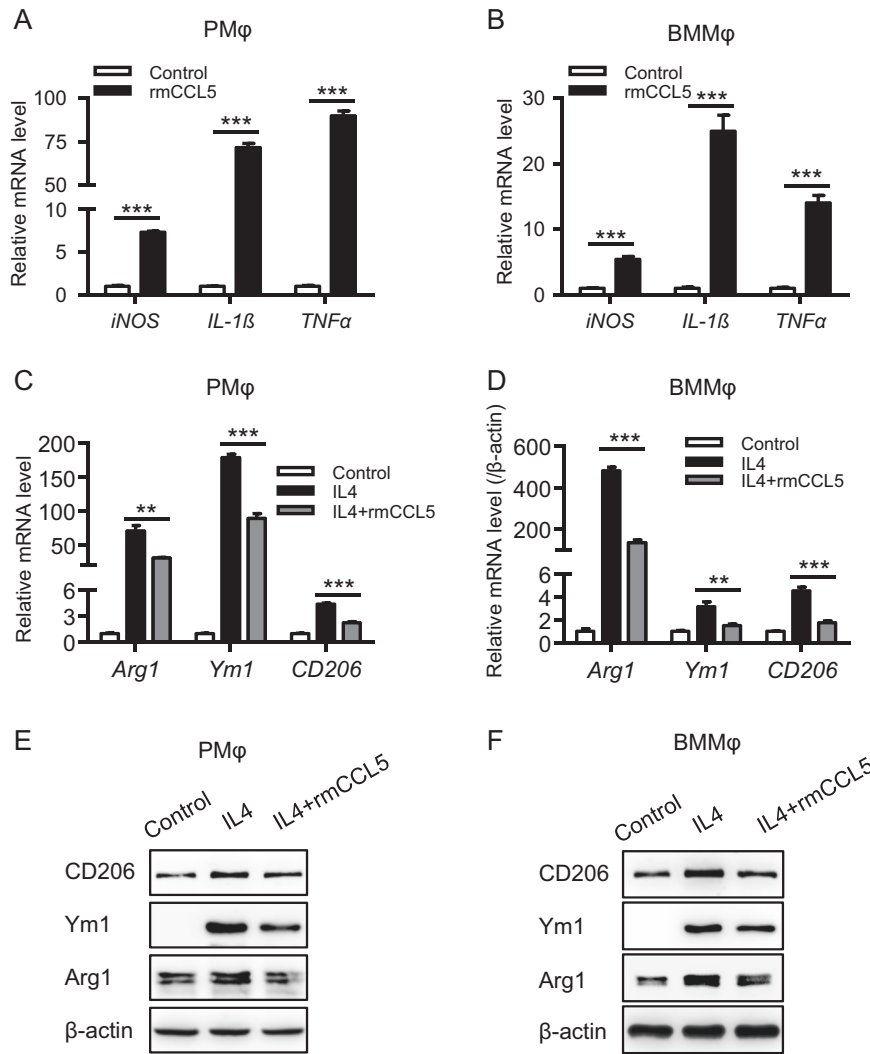 A
PMφ
Control
rmCCL5
Relative mRNA level
100
75
50
10
5
0
***
***
***
iNOS
IL-1ß
TNFα
B
BMMφ
Control
rmCCL5
Relative mRNA level
30
20
10
0
***
***
***
iNOS
IL-1ß
TNFα
C
PMφ
Control
IL4
IL4+rmCCL5
Relative mRNA level
200
150
100
50
6
3
0
**
***
***
Arg1
Ym1
CD206
D
BMMφ
Control
IL4
IL4+rmCCL5
Relative mRNA level (/β-actin)
600
400
200
6
4
2
0
***
**
***
Arg1
Ym1
CD206
E
PMφ
Control
IL4
IL4+rmCCL5
CD206
Ym1
Arg1
β-actin
F
BMMφ
Control
IL4
IL4+rmCCL5
CD206
Ym1
Arg1
β-actin